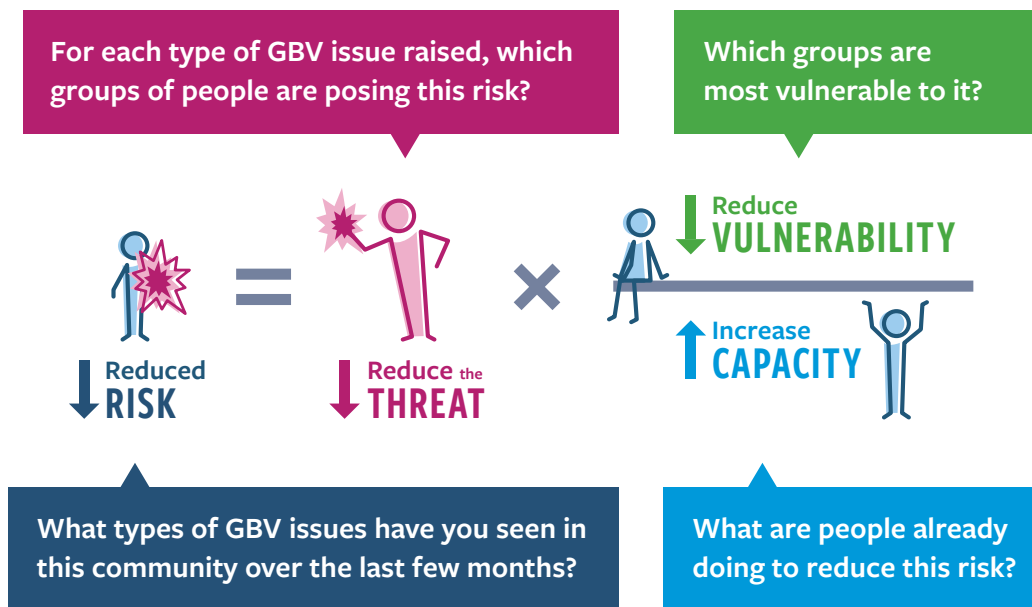 For each type of GBV issue raised, which
groups of people are posing this risk?
Which groups are
most vulnerable to it?
Reduced
RISK
=
Reduce the
THREAT
×
Reduce
VULNERABILITY
Increase
CAPACITY
What types of GBV issues have you seen in
this community over the last few months?
What are people already
doing to reduce this risk?